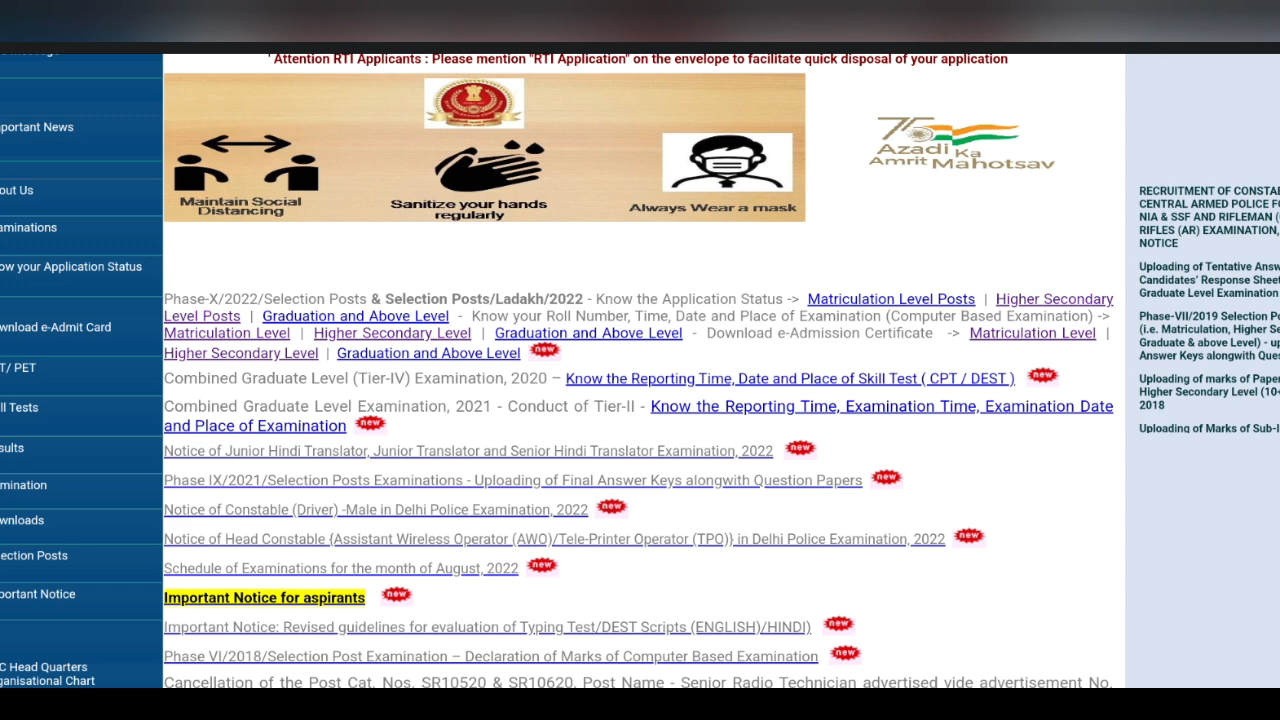 Attention RTI Applicants : Please mention "RTI Application" on the envelope to facilitate quick disposal of your application
portant News
out Us
aminations
ow your Application Status
wnload e-Admit Card
T/ PET
ll Tests
sults
mination
wnloads
ection Posts
portant Notice
C Head Quarters
ganisational Chart
Maintain Social
Distancing
Sanitize your hands
regularly
Always Wear a mask
75
Azadi Ka
Amrit Mahotsav
Phase-X/2022/Selection Posts & Selection Posts/Ladakh/2022 - Know the Application Status -> Matriculation Level Posts | Higher Secondary
Level Posts | Graduation and Above Level - Know your Roll Number, Time, Date and Place of Examination (Computer Based Examination) ->
Matriculation Level | Higher Secondary Level | Graduation and Above Level - Download e-Admission Certificate -> Matriculation Level |
Higher Secondary Level | Graduation and Above Level new
Combined Graduate Level (Tier-IV) Examination, 2020 – Know the Reporting Time, Date and Place of Skill Test ( CPT / DEST ) new
Combined Graduate Level Examination, 2021 - Conduct of Tier-II - Know the Reporting Time, Examination Time, Examination Date
and Place of Examination new
Notice of Junior Hindi Translator, Junior Translator and Senior Hindi Translator Examination, 2022 new
Phase IX/2021/Selection Posts Examinations - Uploading of Final Answer Keys alongwith Question Papers new
Notice of Constable (Driver) -Male in Delhi Police Examination, 2022 new
Notice of Head Constable {Assistant Wireless Operator (AWO)/Tele-Printer Operator (TPO)} in Delhi Police Examination, 2022 new
Schedule of Examinations for the month of August, 2022 new
Important Notice for aspirants new
Important Notice: Revised guidelines for evaluation of Typing Test/DEST Scripts (ENGLISH)/HINDI) new
Phase VI/2018/Selection Post Examination – Declaration of Marks of Computer Based Examination new
Cancellation of the Post Cat. Nos. SR10520 & SR10620, Post Name - Senior Radio Technician advertised vide advertisement No.
RECRUITMENT OF CONSTAB
CENTRAL ARMED POLICE FO
NIA & SSF AND RIFLEMAN (
RIFLES (AR) EXAMINATION,
NOTICE
Uploading of Tentative Answ
Candidates' Response Sheet
Graduate Level Examination
Phase-VII/2019 Selection Po
(i.e. Matriculation, Higher Se
Graduate & above Level) - up
Answer Keys alongwith Ques
Uploading of marks of Paper
Higher Secondary Level (10+
2018
Uploading of Marks of Sub-I